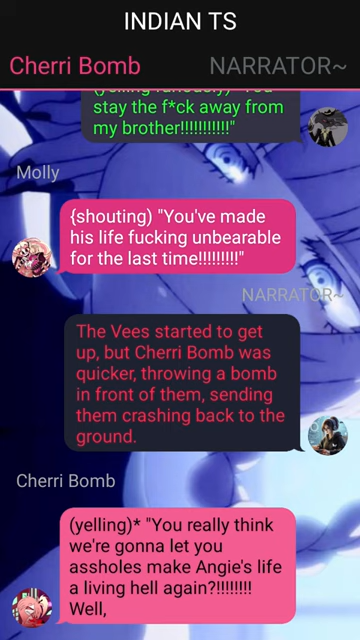 INDIAN TS
Cherri Bomb NARRATOR~
(yelling furiously) "You
stay the f*ck away from
my brother!!!!!!!!!!!"
Molly
{shouting) "You've made
his life fucking unbearable
for the last time!!!!!!!!!"
NARRATOR~
The Vees started to get
up, but Cherri Bomb was
quicker, throwing a bomb
in front of them, sending
them crashing back to the
ground.
Cherri Bomb
(yelling)* "You really think
we're gonna let you
assholes make Angie's life
a living hell again?!!!!!!!!
Well,